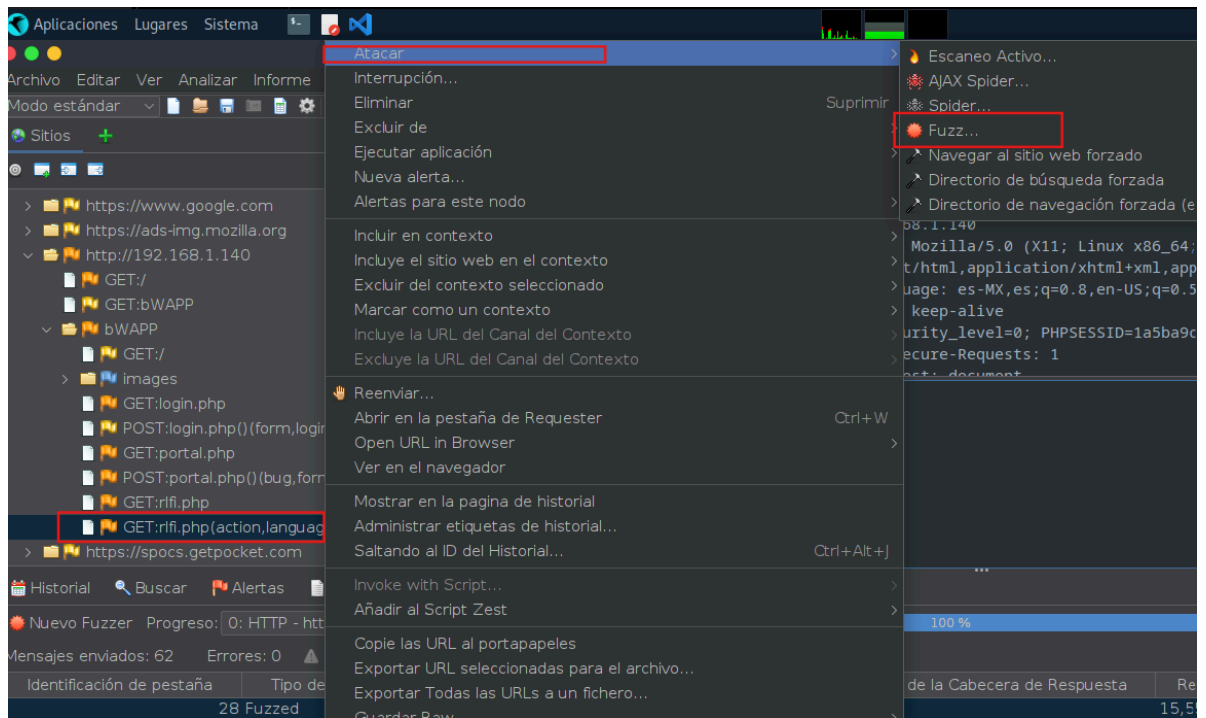 Aplicaciones Lugares Sistema
Archivo Editar Ver Analizar Informe
Modo estándar
Sitios
https://www.google.com
https://ads-img.mozilla.org
http://192.168.1.140
GET:/
GET:bWAPP
bWAPP
GET:/
images
GET:login.php
POST:login.php()(form,login
GET:portal.php
POST:portal.php()(bug,form
GET:rlfi.php
GET:rlfi.php(action,languag
https://spocs.getpocket.com
Historial Buscar Alertas
Nuevo Fuzzer Progreso: 0: HTTP - htt
Mensajes enviados: 62 Errores: 0
Identificación de pestaña Tipo de
28 Fuzzed
Atacar
Interrupción...
Eliminar Suprimir
Excluir de
Ejecutar aplicación
Nueva alerta...
Alertas para este nodo
Incluir en contexto
Incluye el sitio web en el contexto
Excluir del contexto seleccionado
Marcar como un contexto
Incluye la URL del Canal del Contexto
Excluye la URL del Canal del Contexto
Reenviar...
Abrir en la pestaña de Requester Ctrl+W
Open URL in Browser
Ver en el navegador
Mostrar en la pagina de historial
Administrar etiquetas de historial...
Saltando al ID del Historial... Ctrl+Alt+J
Invoke with Script...
Añadir al Script Zest
Copie las URL al portapapeles
Exportar URL seleccionadas para el archivo...
Exportar Todas las URLs a un fichero...
Guardar Raw
Escaneo Activo...
AJAX Spider...
Spider...
Fuzz...
Navegar al sitio web forzado
Directorio de búsqueda forzada
Directorio de navegación forzada (e
68.1.140
Mozilla/5.0 (X11; Linux x86_64;
t/html,application/xhtml+xml,app
uage: es-MX,es;q=0.8,en-US;q=0.5
keep-alive
urity_level=0; PHPSESSID=1a5ba9c
ecure-Requests: 1
est: document
100 %
de la Cabecera de Respuesta Re
15,55